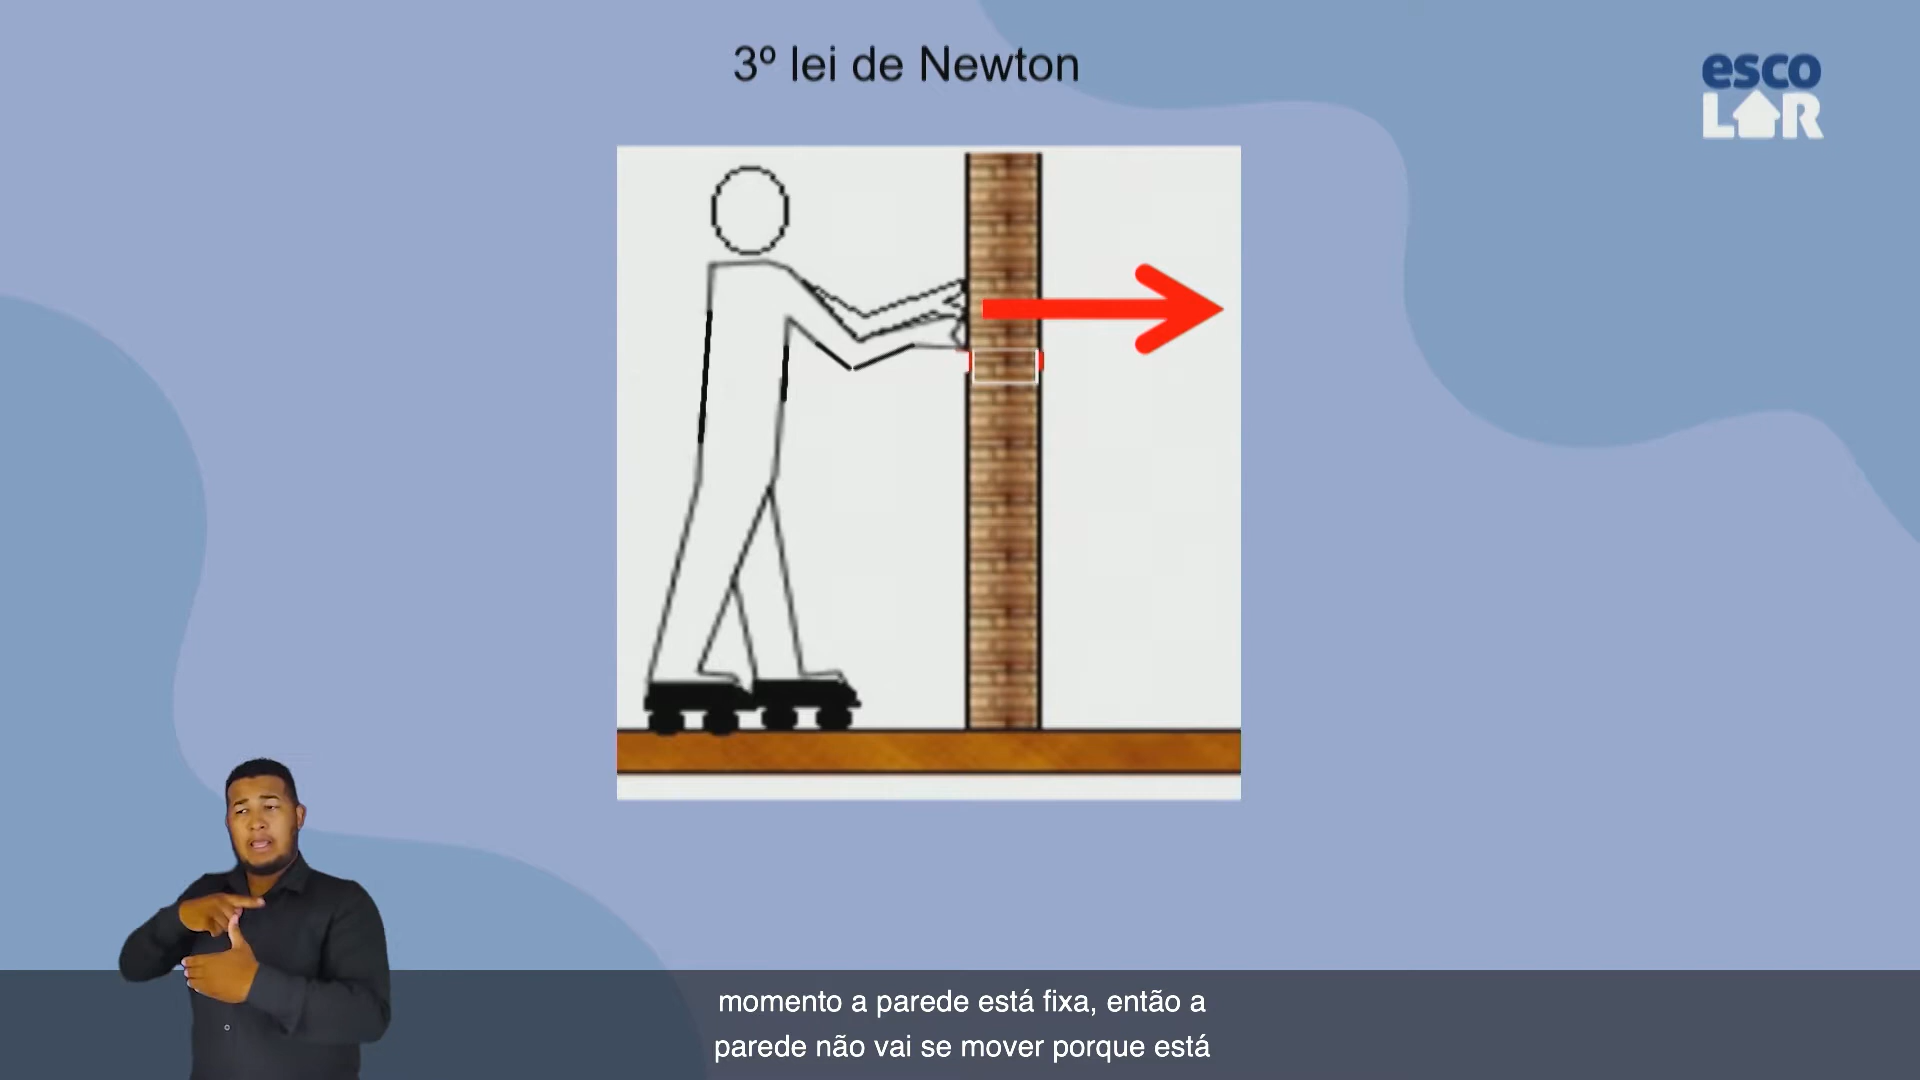 3º lei de Newton
esco
LAR
momento a parede está fixa, então a
parede não vai se mover porque está